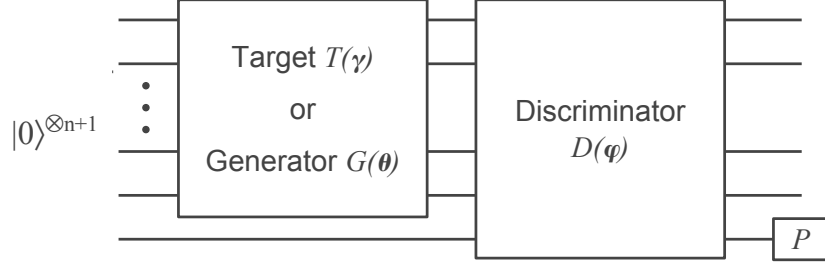 Target T(γ)
or
Generator G(θ)
|0⟩⊗n+1
Discriminator
D(φ)
P